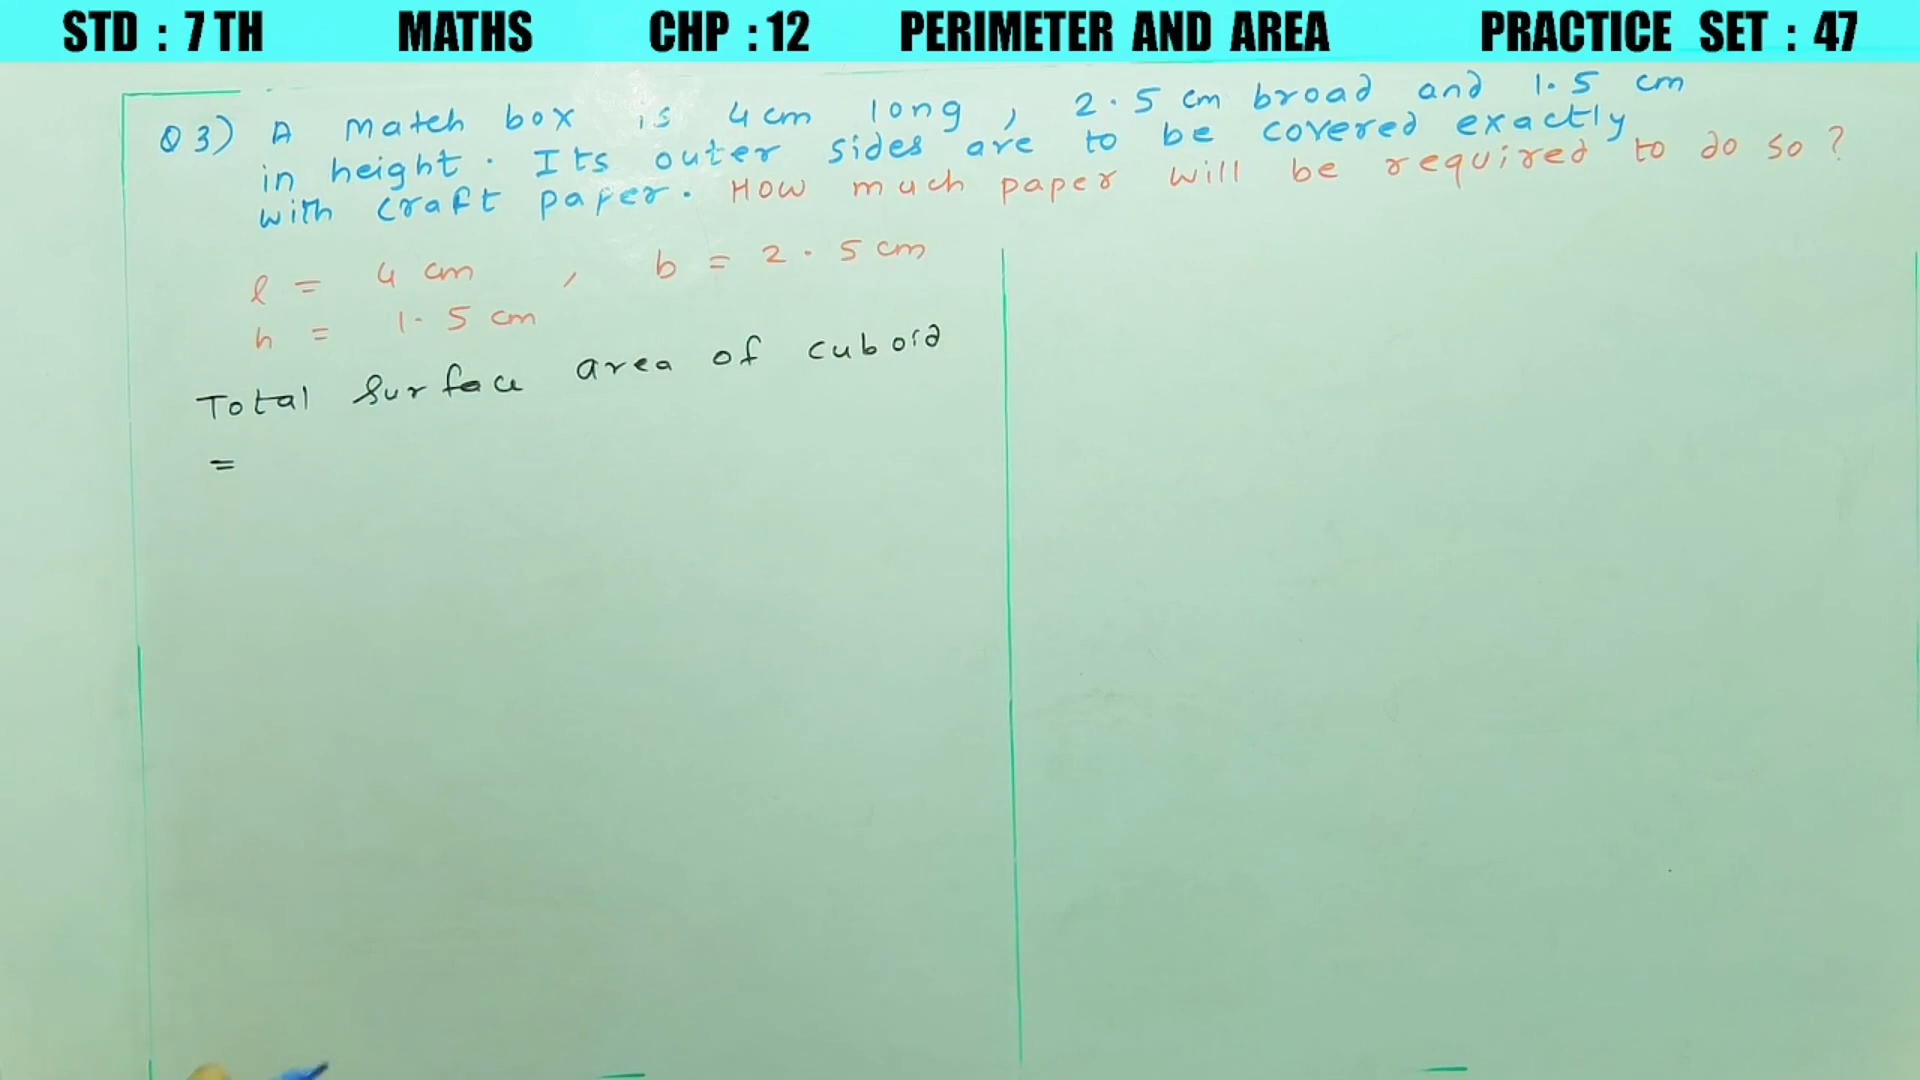 STD : 7 TH MATHS CHP : 12 PERIMETER AND AREA PRACTICE SET : 47
Q 3) A match box is 4 cm long , 2.5 cm broad and 1.5 cm
in height. Its outer sides are to be covered exactly
with craft paper. How much paper will be required to do so ?
l = 4 cm , b = 2.5 cm
h = 1.5 cm
Total surface area of cuboid
=